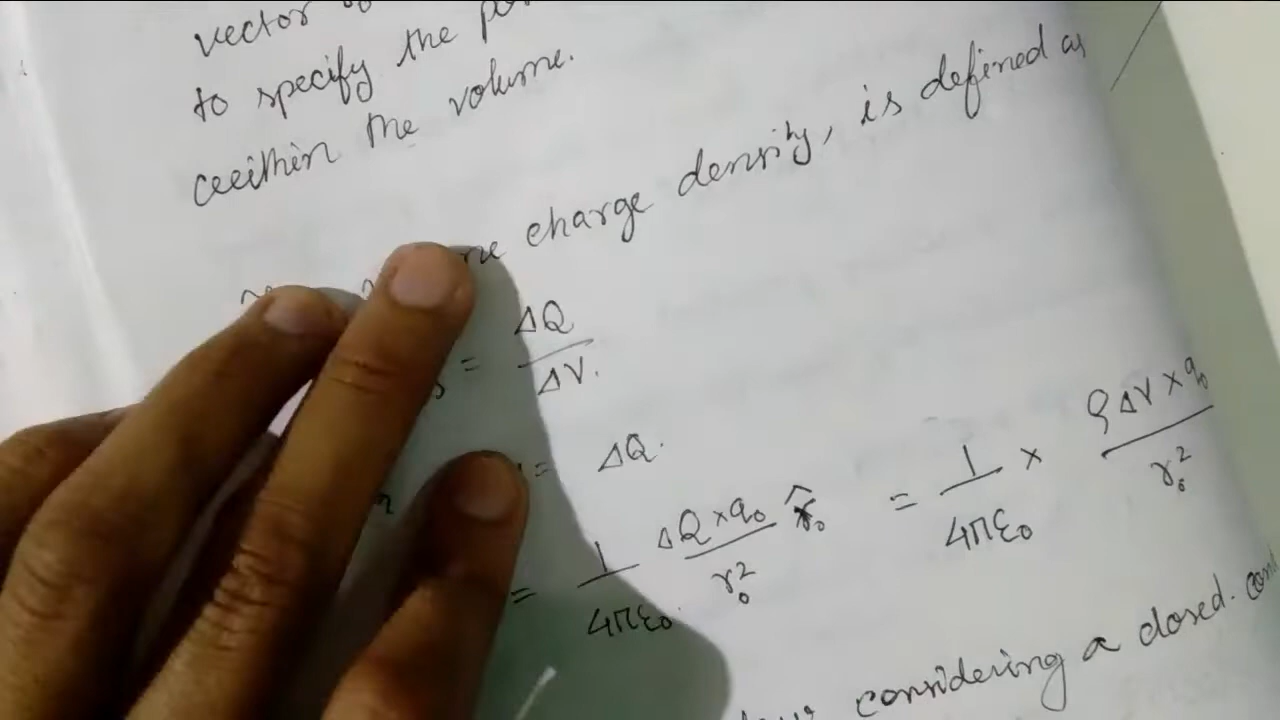 vector
to specify the
within the volume.
charge density, is defined as
= ΔQ / ΔV.
= ΔQ.
= 1/4πε₀ ΔQ × q₀ / r₀² r̂₀ = 1/4πε₀ × ρΔV × q₀ / r₀²
considering a closed.